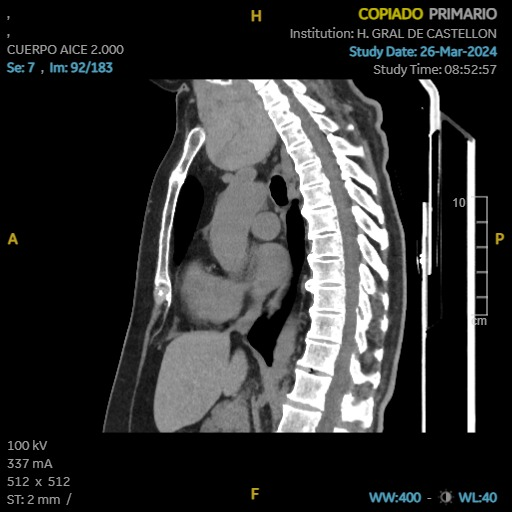 ,
,
CUERPO AICE 2.000
Se: 7 , Im: 92/183
H
COPIADO PRIMARIO
Institution: H. GRAL DE CASTELLON
Study Date: 26-Mar-2024
Study Time: 08:52:57
A
P
10
cm
100 kV
337 mA
512 x 512
ST: 2 mm /
F
WW:400 - WL:40